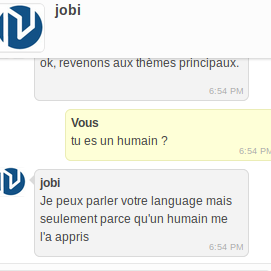 jobi
ok, revenons aux thèmes principaux.
6:54 PM
Vous
tu es un humain ?
6:54 PM
jobi
Je peux parler votre language mais
seulement parce qu'un humain me
l'a appris
6:54 PM